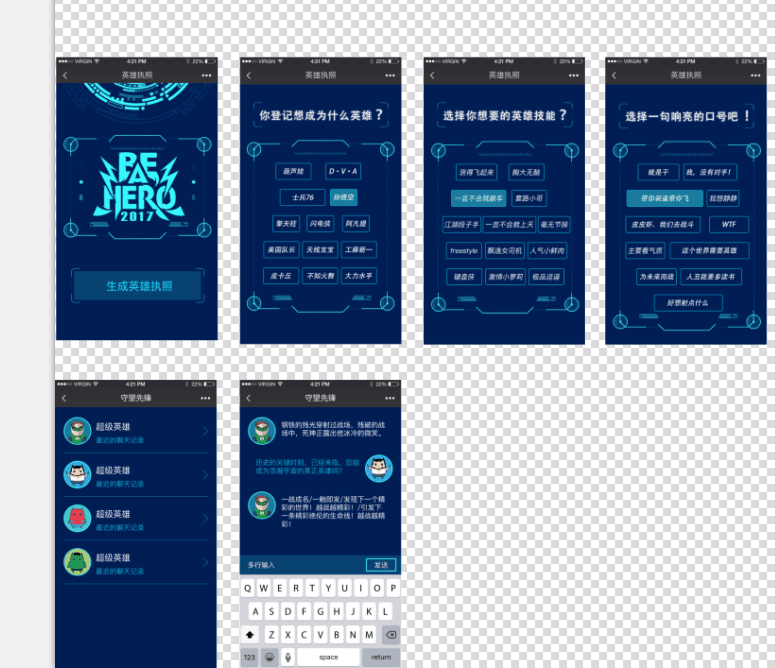 VIRGIN 4:21 PM 22%
英雄执照
BE A HERO
2017
生成英雄执照
VIRGIN 4:21 PM 22%
英雄执照
你登记想成为什么英雄?
葫芦娃 D·V·A
士兵76 孙悟空
擎天柱 闪电侠 阿凡提
美国队长 天线宝宝 工藤新一
皮卡丘 不知火舞 大力水手
VIRGIN 4:21 PM 22%
英雄执照
选择你想要的英雄技能?
浪得飞起来 胸大无脑
一言不合就飙车 套路小哥
江湖段子手 一言不合就上天 毫无节操
freestyle 飘逸女司机 人气小鲜肉
键盘侠 激情小萝莉 极品逗逼
VIRGIN 4:21 PM 22%
英雄执照
选择一句响亮的口号吧!
就是干 我,没有对手!
带你装逼带你飞 我想静静
皮皮虾,我们去战斗 WTF
主要看气质 这个世界需要英雄
为未来而战 人丑就要多读书
好想射点什么
VIRGIN 4:21 PM 22%
守望先锋
超级英雄
最近的聊天记录
超级英雄
最近的聊天记录
超级英雄
最近的聊天记录
超级英雄
最近的聊天记录
VIRGIN 4:21 PM 22%
守望先锋
钢铁的残光穿射过战场,残破的战
场中,死神正露出他冰冷的微笑。
历史的关键时刻,已经来临,您能
成为浩瀚宇宙的真正英雄吗?
一战成名/一触即发/发现下一个精
彩的世界!越战越精彩!/引发下
一条精彩绝伦的生命线!越战越精
彩!
多行输入 发送
Q W E R T Y U I O P
A S D F G H J K L
Z X C V B N M
123 space return